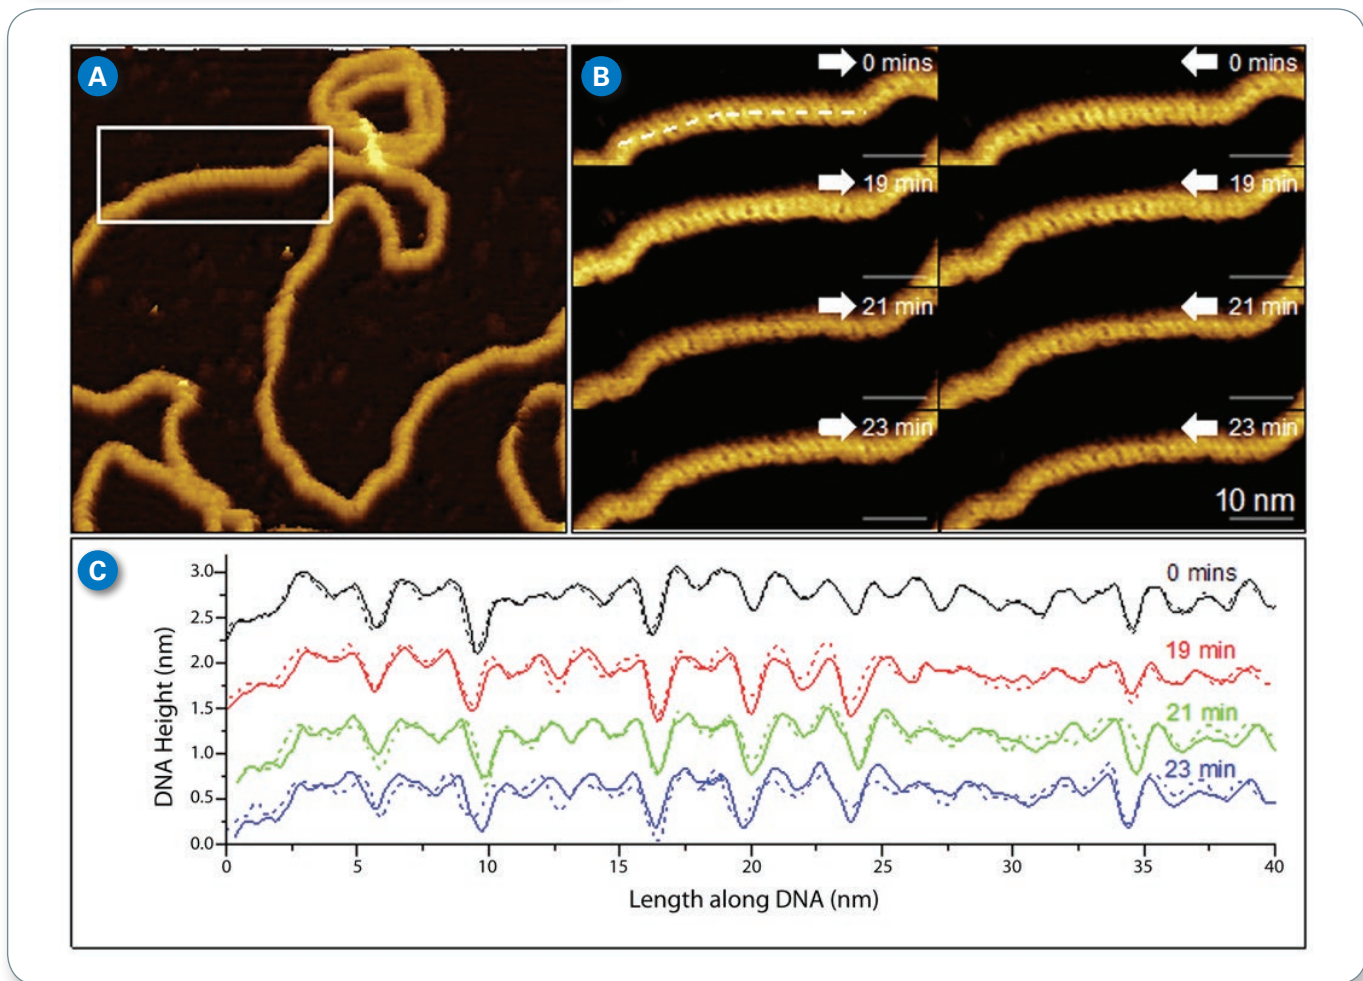 A
B
0 mins
0 mins
19 min
19 min
21 min
21 min
23 min
23 min
10 nm
C
3.0
2.5
2.0
1.5
1.0
0.5
0.0
DNA Height (nm)
0 mins
19 min
21 min
23 min
0 5 10 15 20 25 30 35 40
Length along DNA (nm)